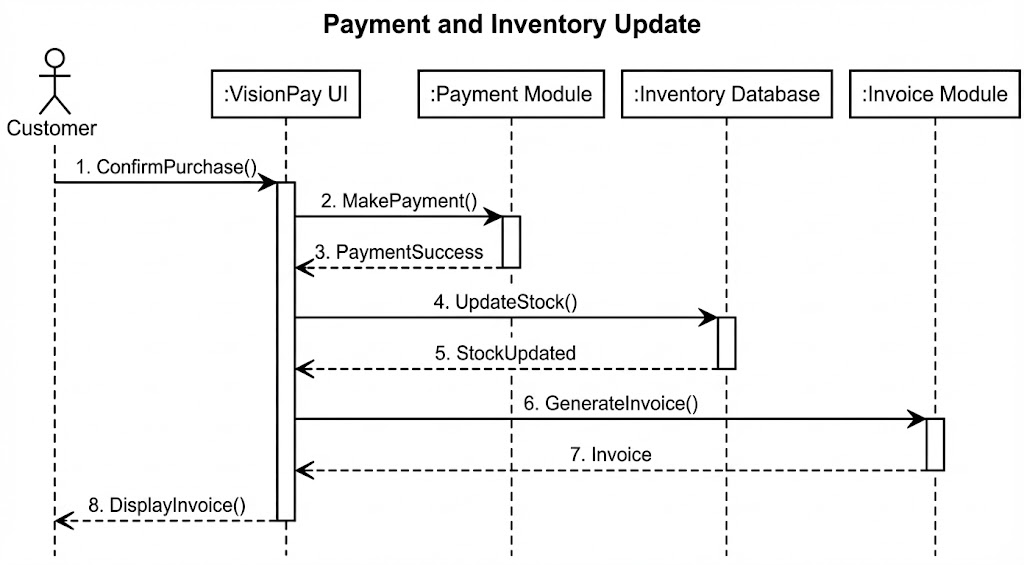 Payment and Inventory Update
Customer
:VisionPay UI
:Payment Module
:Inventory Database
:Invoice Module
1. ConfirmPurchase()
2. MakePayment()
3. PaymentSuccess
4. UpdateStock()
5. StockUpdated
6. GenerateInvoice()
7. Invoice
8. DisplayInvoice()